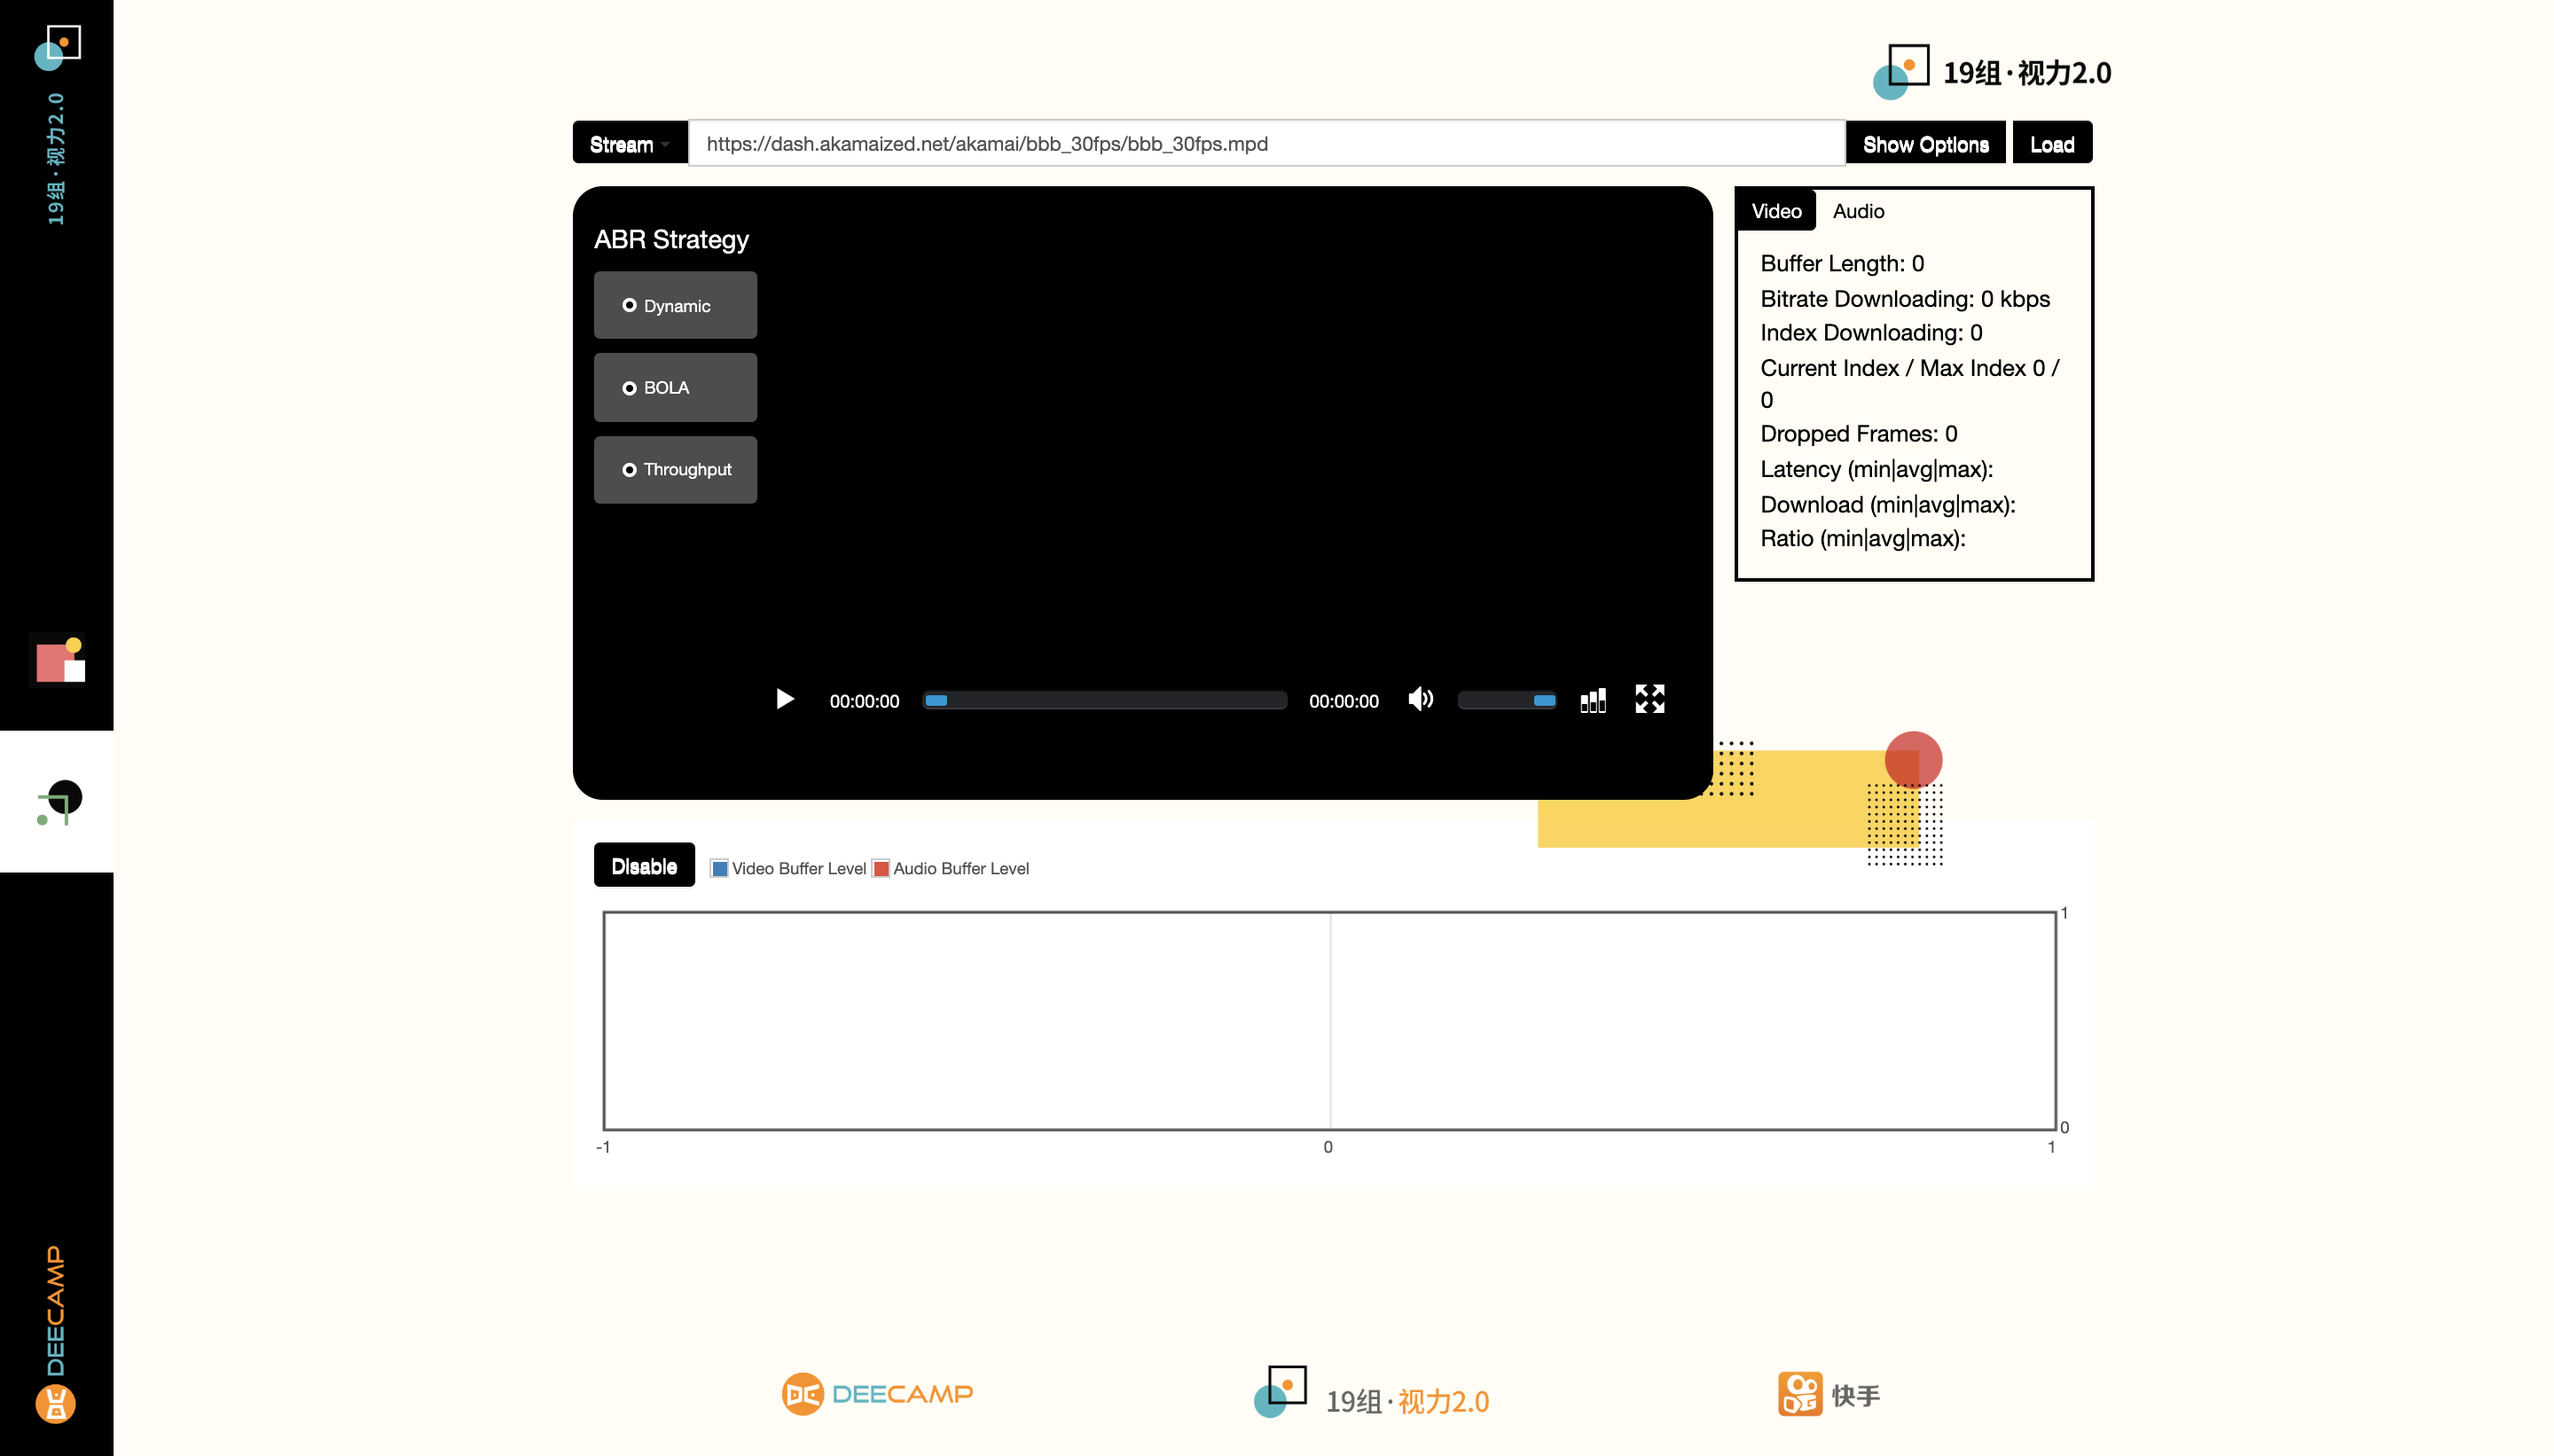 19组·视力2.0
19组·视力2.0
Stream
https://dash.akamaized.net/akamai/bbb_30fps/bbb_30fps.mpd
Show Options
Load
ABR Strategy
Dynamic
BOLA
Throughput
00:00:00
00:00:00
Video
Audio
Buffer Length: 0
Bitrate Downloading: 0 kbps
Index Downloading: 0
Current Index / Max Index 0 /
0
Dropped Frames: 0
Latency (min|avg|max):
Download (min|avg|max):
Ratio (min|avg|max):
Disable
Video Buffer Level
Audio Buffer Level
1
0
-1
0
1
DEECAMP
DEECAMP
19组·视力2.0
快手